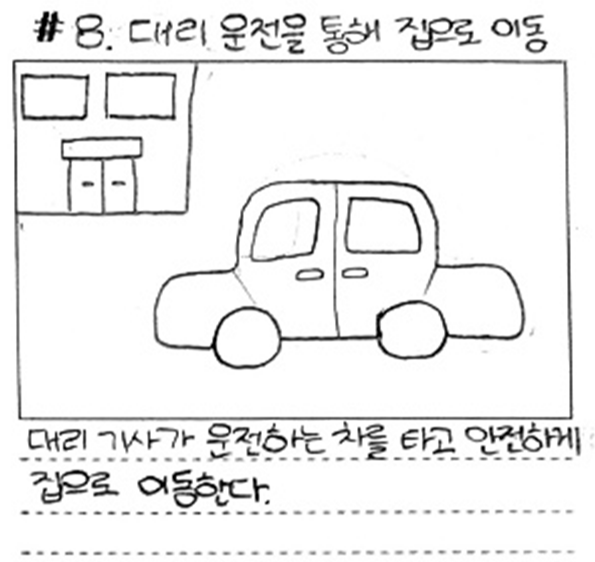 #8. 대리 운전을 통해 집으로 이동
대리 기사가 운전하는 차를 타고 안전하게
집으로 이동한다.